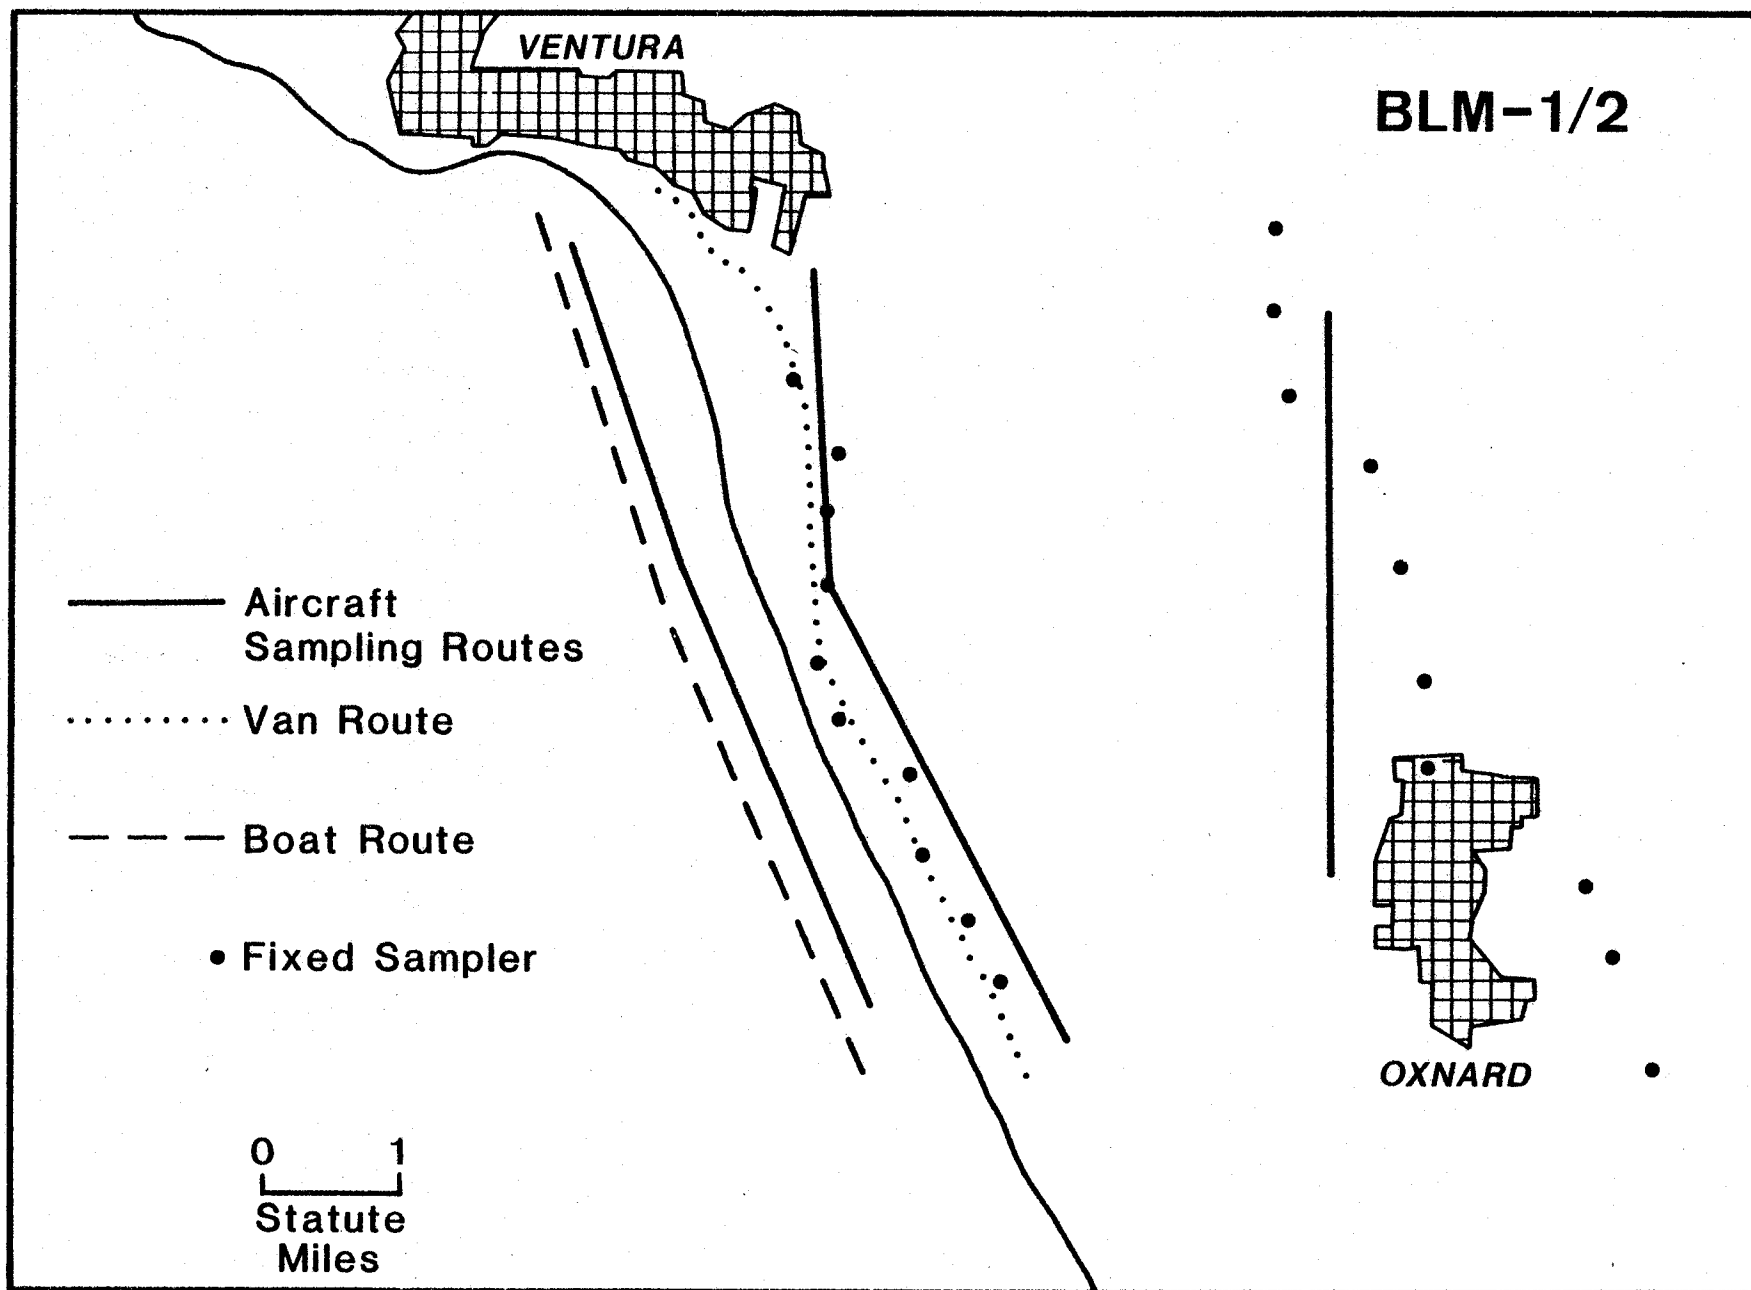 VENTURA
BLM-1/2
Aircraft
Sampling Routes
Van Route
Boat Route
Fixed Sampler
OXNARD
0 1
Statute
Miles